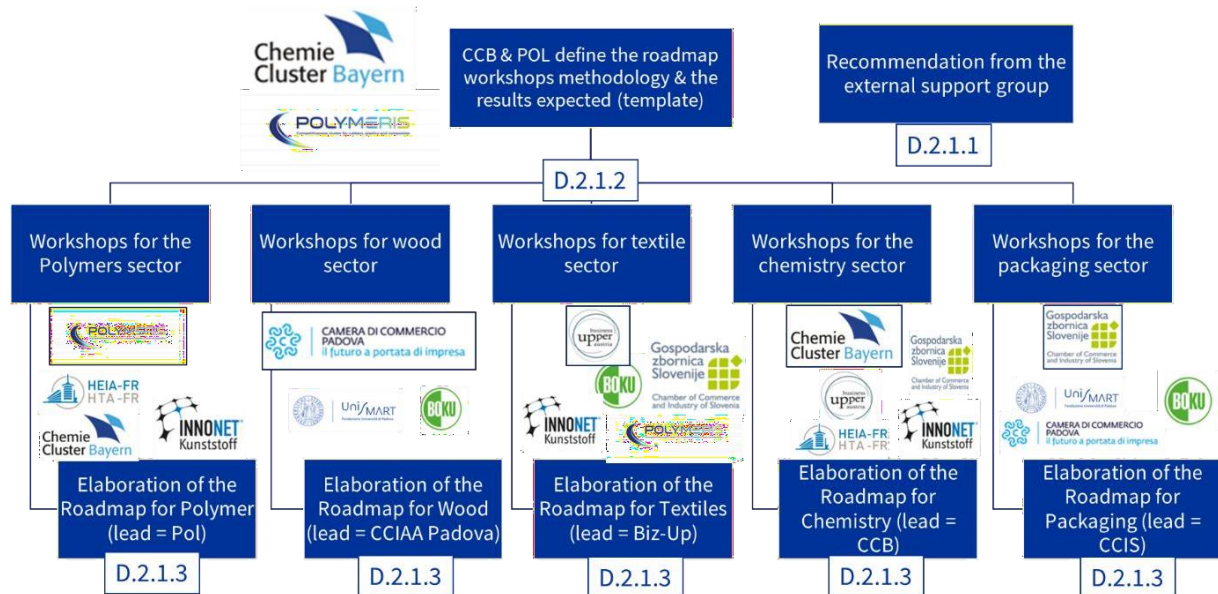 Chemie
Cluster Bayern
POLYMERIS
CCB & POL define the roadmap
workshops methodology & the
results expected (template)
Recommendation from the
external support group
D.2.1.1
D.2.1.2
Workshops for the
Polymers sector
Workshops for wood
sector
Workshops for textile
sector
Workshops for the
chemistry sector
Workshops for the
packaging sector
POLYMERIS
HEIA-FR
HTA-FR
Chemie
Cluster Bayern
INNONET
Kunststoff
CAMERA DI COMMERCIO
PADOVA
il futuro a portata di impresa
UNISMART
BOKU
business
upper
austria
BOKU
Gospodarska
zbornica
Slovenije
Chamber of Commerce
and Industry of Slovenia
INNONET
Kunststoff
POLYMERIS
Chemie
Cluster Bayern
Gospodarska
zbornica
Slovenije
Chamber of Commerce
and Industry of Slovenia
business
upper
austria
HEIA-FR
HTA-FR
INNONET
Kunststoff
Gospodarska
zbornica
Slovenije
Chamber of Commerce
and Industry of Slovenia
UNISMART
BOKU
CAMERA DI COMMERCIO
PADOVA
il futuro a portata di impresa
Elaboration of the
Roadmap for Polymer
(lead = Pol)
D.2.1.3
Elaboration of the
Roadmap for Wood
(lead = CCIAA Padova)
D.2.1.3
Elaboration of the
Roadmap for Textiles
(lead = Biz-Up)
D.2.1.3
Elaboration of the
Roadmap for
Chemistry (lead =
CCB)
D.2.1.3
Elaboration of the
Roadmap for
Packaging (lead =
CCIS)
D.2.1.3